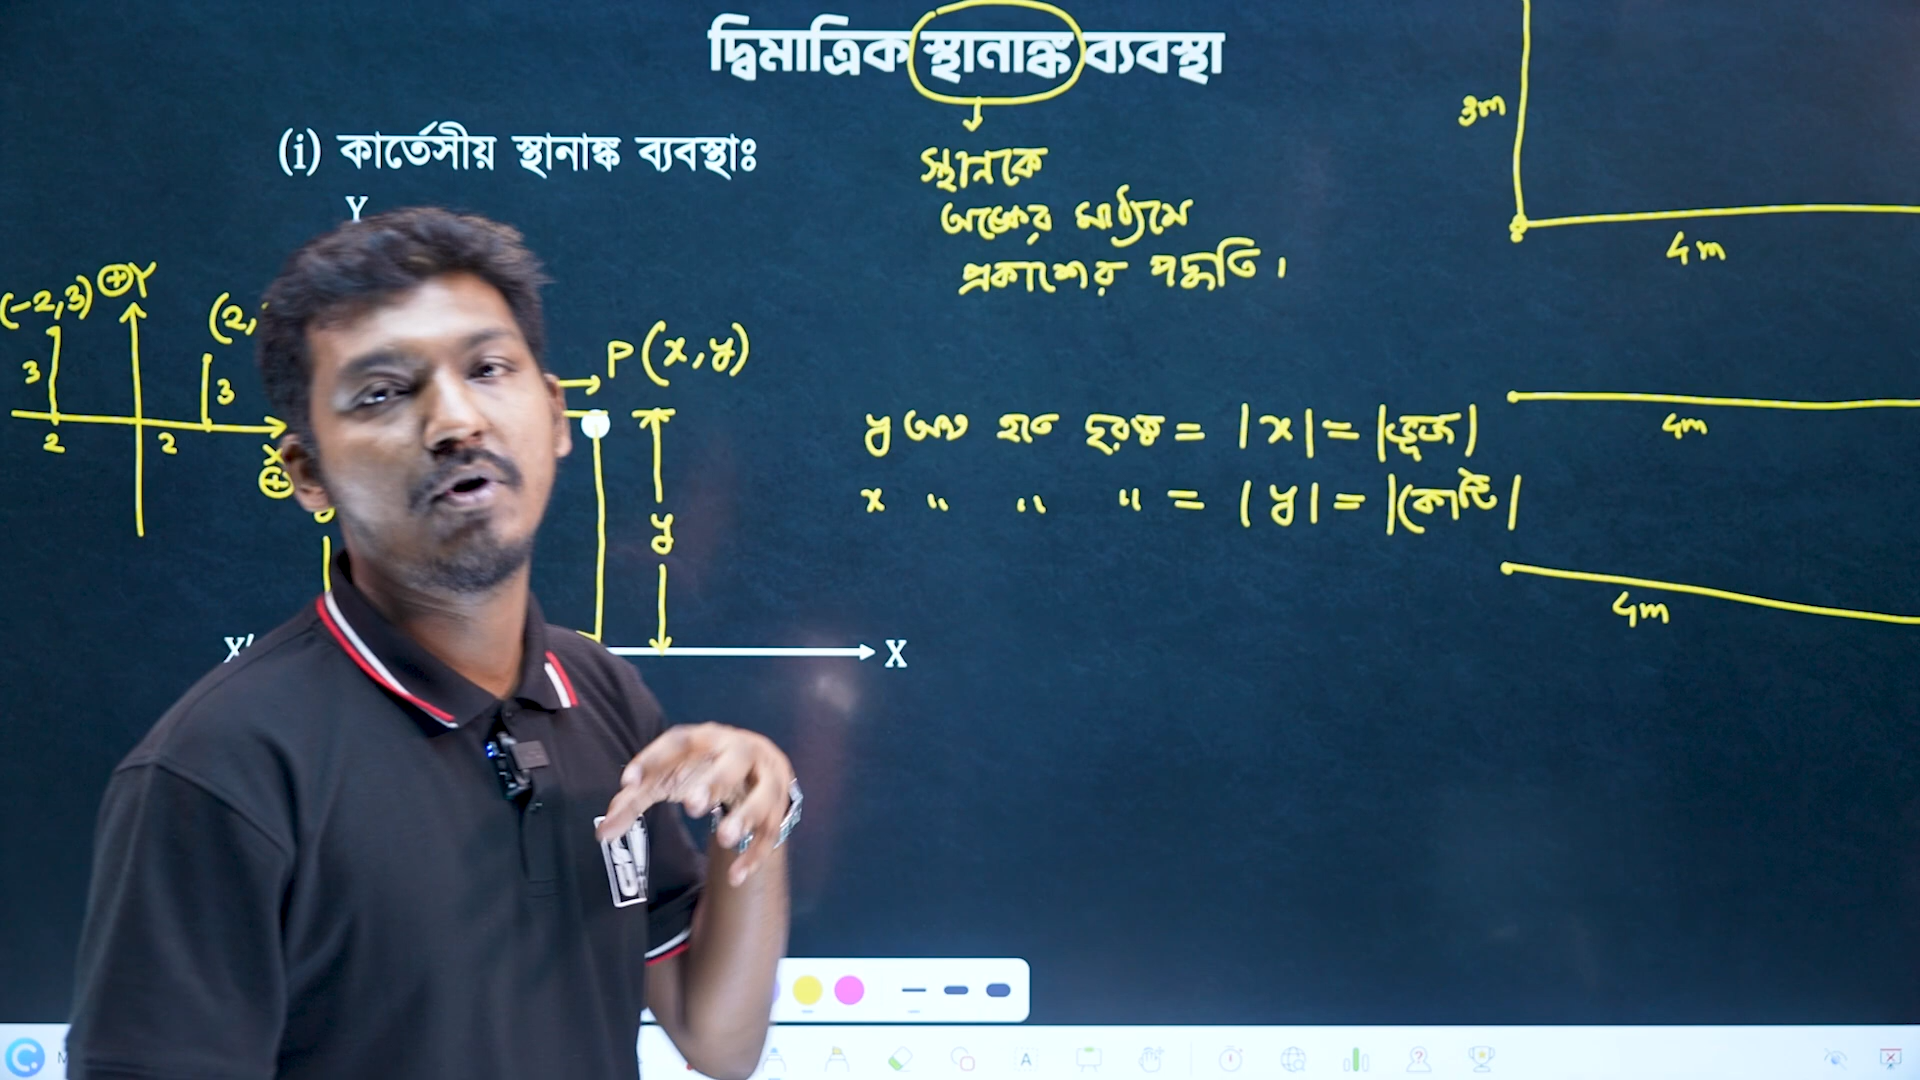 দ্বিমাত্রিক স্থানাঙ্ক ব্যবস্থা
(i) কার্তেসীয় স্থানাঙ্ক ব্যবস্থাঃ
স্থানকে
অঙ্কের মাধ্যমে
প্রকাশের পদ্ধতি।
3m
4m
Y
(-2,3)
+Y
(2,
3
3
2
2
X
+
P(x,y)
y
y অক্ষ হতে দূরত্ব = |x| = |ভূজ|
x " " " = |y| = |কোটি|
4m
4m
X'
X